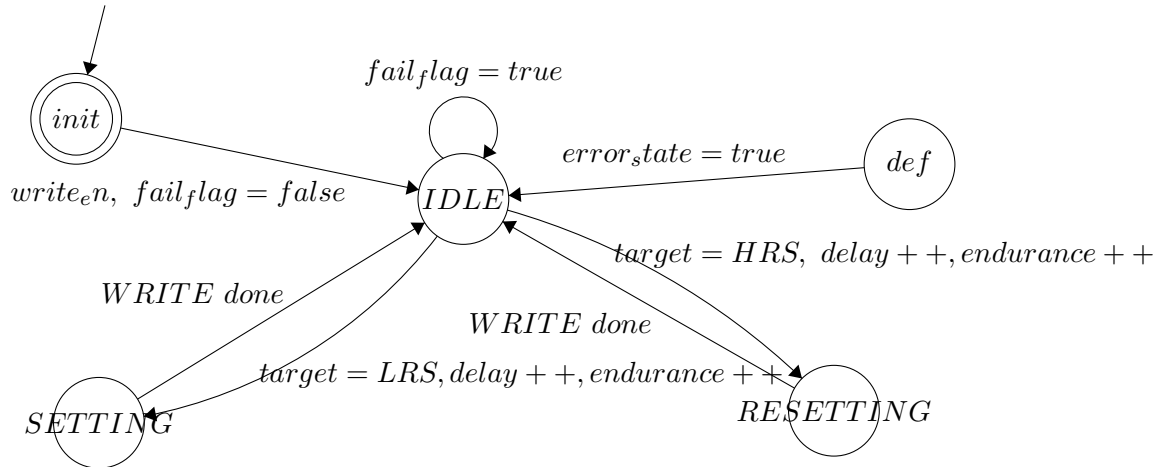 fail_flag = true
init
error_state = true
def
write_en, fail_flag = false
IDLE
target = HRS, delay + +, endurance + +
WRITE done
WRITE done
target = LRS, delay + +, endurance + +
SETTING
RESETTING